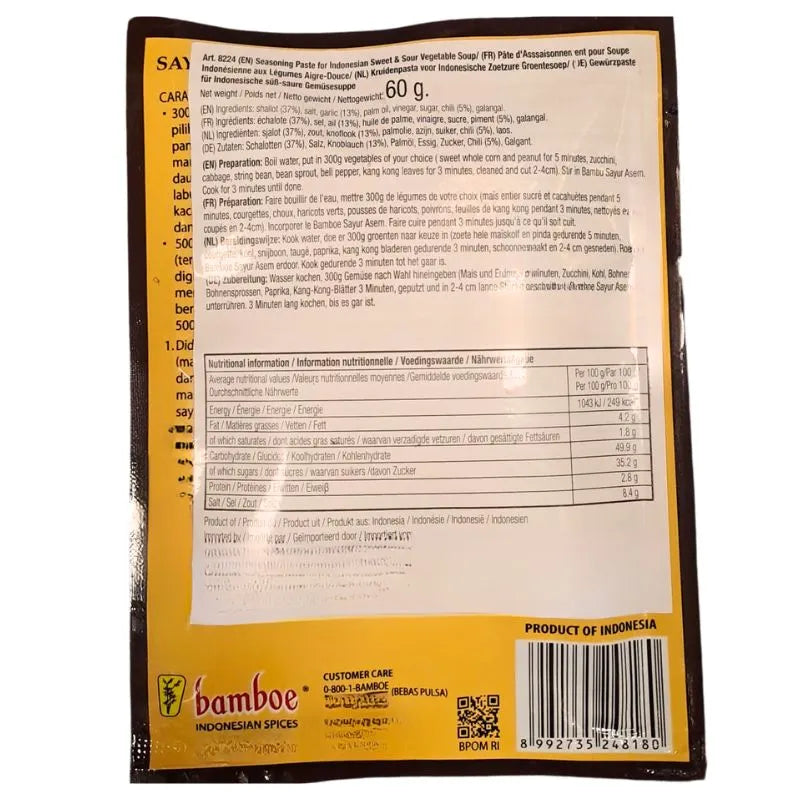 SAY
CARA
• 300
pilih
pan
mai
dau
labu
kac
dan
• 500
(ter
dig
me
ber
500
1. Did
(ma
dan
ma
say
Art. 8224 (EN) Seasoning Paste for Indonesian Sweet & Sour Vegetable Soup/ (FR) Pâte d'Asssaisonnen ent pour Soupe
Indonésienne aux Légumes Aigre-Douce/ (NL) Kruidenpasta voor Indonesische Zoetzure Groentesoep/ ( )E) Gewürzpaste
für Indonesische süß-saure Gemüsesuppe
Net weight / Poids net / Netto gewicht / Nettogewicht: 60 g.
(EN) Ingredients: shallot (37%), salt, garlic (13%), palm oil, vinegar, sugar, chili (5%), galangal.
(FR) Ingrédients: échalote (37%), sel, ail (13%), huile de palme, vinaigre, sucre, piment (5%), galangal.
(NL) Ingrediënten: sjalot (37%), zout, knoflook (13%), palmolie, azijn, suiker, chili (5%), laos.
(DE) Zutaten: Schalotten (37%), Salz, Knoblauch (13%), Palmöl, Essig, Zucker, Chili (5%), Galgant.
(EN) Preparation: Boil water, put in 300g vegetables of your choice ( sweet whole corn and peanut for 5 minutes, zucchini,
cabbage, string bean, bean sprout, bell pepper, kang kong leaves for 3 minutes, cleaned and cut 2-4cm). Stir in Bambu Sayur Asem.
Cook for 3 minutes until done.
(FR) Préparation: Faire bouillir de l'eau, mettre 300g de légumes de votre choix (mais entier sucré et cacahuètes pendant 5
minutes, courgettes, choux, haricots verts, pousses de haricots, poivrons, feuilles de kang kong pendant 3 minutes, nettoyés e
coupés en 2-4cm). Incorporer le Bamboe Sayur Asem. Faire cuire pendant 3 minutes jusqu'à ce qu'il soit cuit.
(NL) Bereidingswijze: Kook water, doe er 300g groenten naar keuze in (zoete hele maïskolf en pinda gedurende 5 minuten,
courgette, kool, snijboon, taugé, paprika, kang kong bladeren gedurende 3 minuten, schoongemaakt en 2-4 cm gesneden). Roe
Bamboe Sayur Asem erdoor. Kook gedurende 3 minuten tot het gaar is.
(DE) Zubereitung: Wasser kochen, 300g Gemüse nach Wahl hineingeben (Mais und minuten, Zucchini, Kohl, Bohnen
Bohnensprossen, Paprika, Kang-Kong-Blätter 3 Minuten, geputzt und in 2-4 cm lange geschnitten Sayur Asem
unterrühren. 3 Minuten lang kochen, bis es gar ist.
Nutritional information / Information nutritionnelle / Voedingswaarde /
Average nutritional values /Valeurs nutritionnelles moyennes /Gemiddelde voedingswaarde
Durchschnittliche Nährwerte
Per 100 g/Par 100
Per 100 g/Pro 10
Energy / Énergie / Energie / Energie 1043 kJ / 249 kcal
Fat / Matières grasses / Vetten / Fett 4.2 g
of which saturates / dont acides gras saturés / waarvan verzadigde vetzuren / davon gesättigte Fettsäuren 1.8 g
Carbohydrate / Glucides / Koolhydraten / Kohlenhydrate 49.9 g
of which sugars / dont sucres / waarvan suikers /davon Zucker 35.2 g
Protein / Protéines / Eiwitten / Eiweiß 2.8 g
Salt / Sel / Zout / 8.4 g
Product of / / Product uit / Produkt aus: Indonesia / Indonésie / Indonesië / Indonesien
Imported by / / Geïmporteerd door /
PRODUCT OF INDONESIA
bamboe®
INDONESIAN SPICES
CUSTOMER CARE
0-800-1-BAMBOE (BEBAS PULSA)
BPOM RI
8 992735 248180